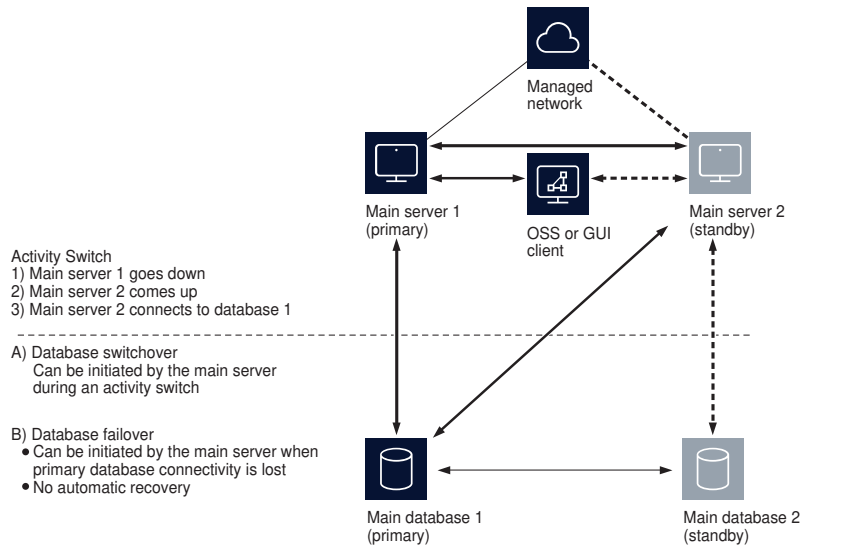 Managed
network
Main server 1
(primary)
OSS or GUI
client
Main server 2
(standby)
Activity Switch
1) Main server 1 goes down
2) Main server 2 comes up
3) Main server 2 connects to database 1
A) Database switchover
Can be initiated by the main server
during an activity switch
B) Database failover
• Can be initiated by the main server when
primary database connectivity is lost
• No automatic recovery
Main database 1
(primary)
Main database 2
(standby)